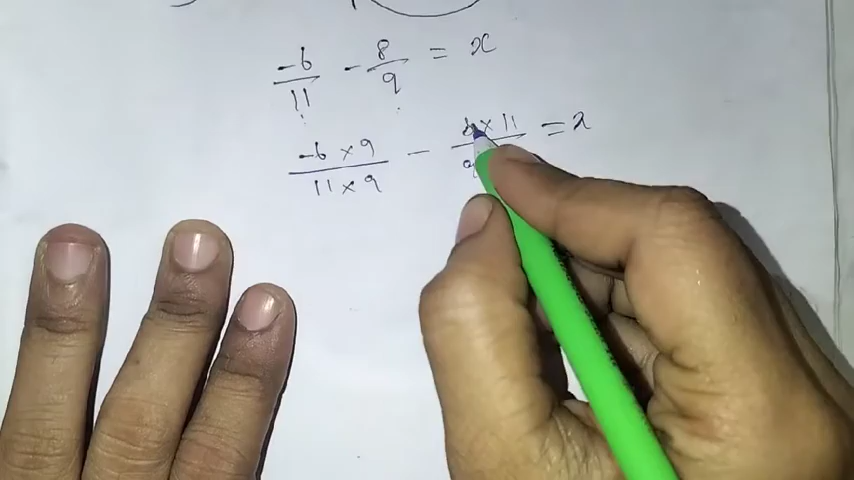 -6/11 - 8/9 = x
-6 × 9/11 × 9 - 8 × 11/9 = x